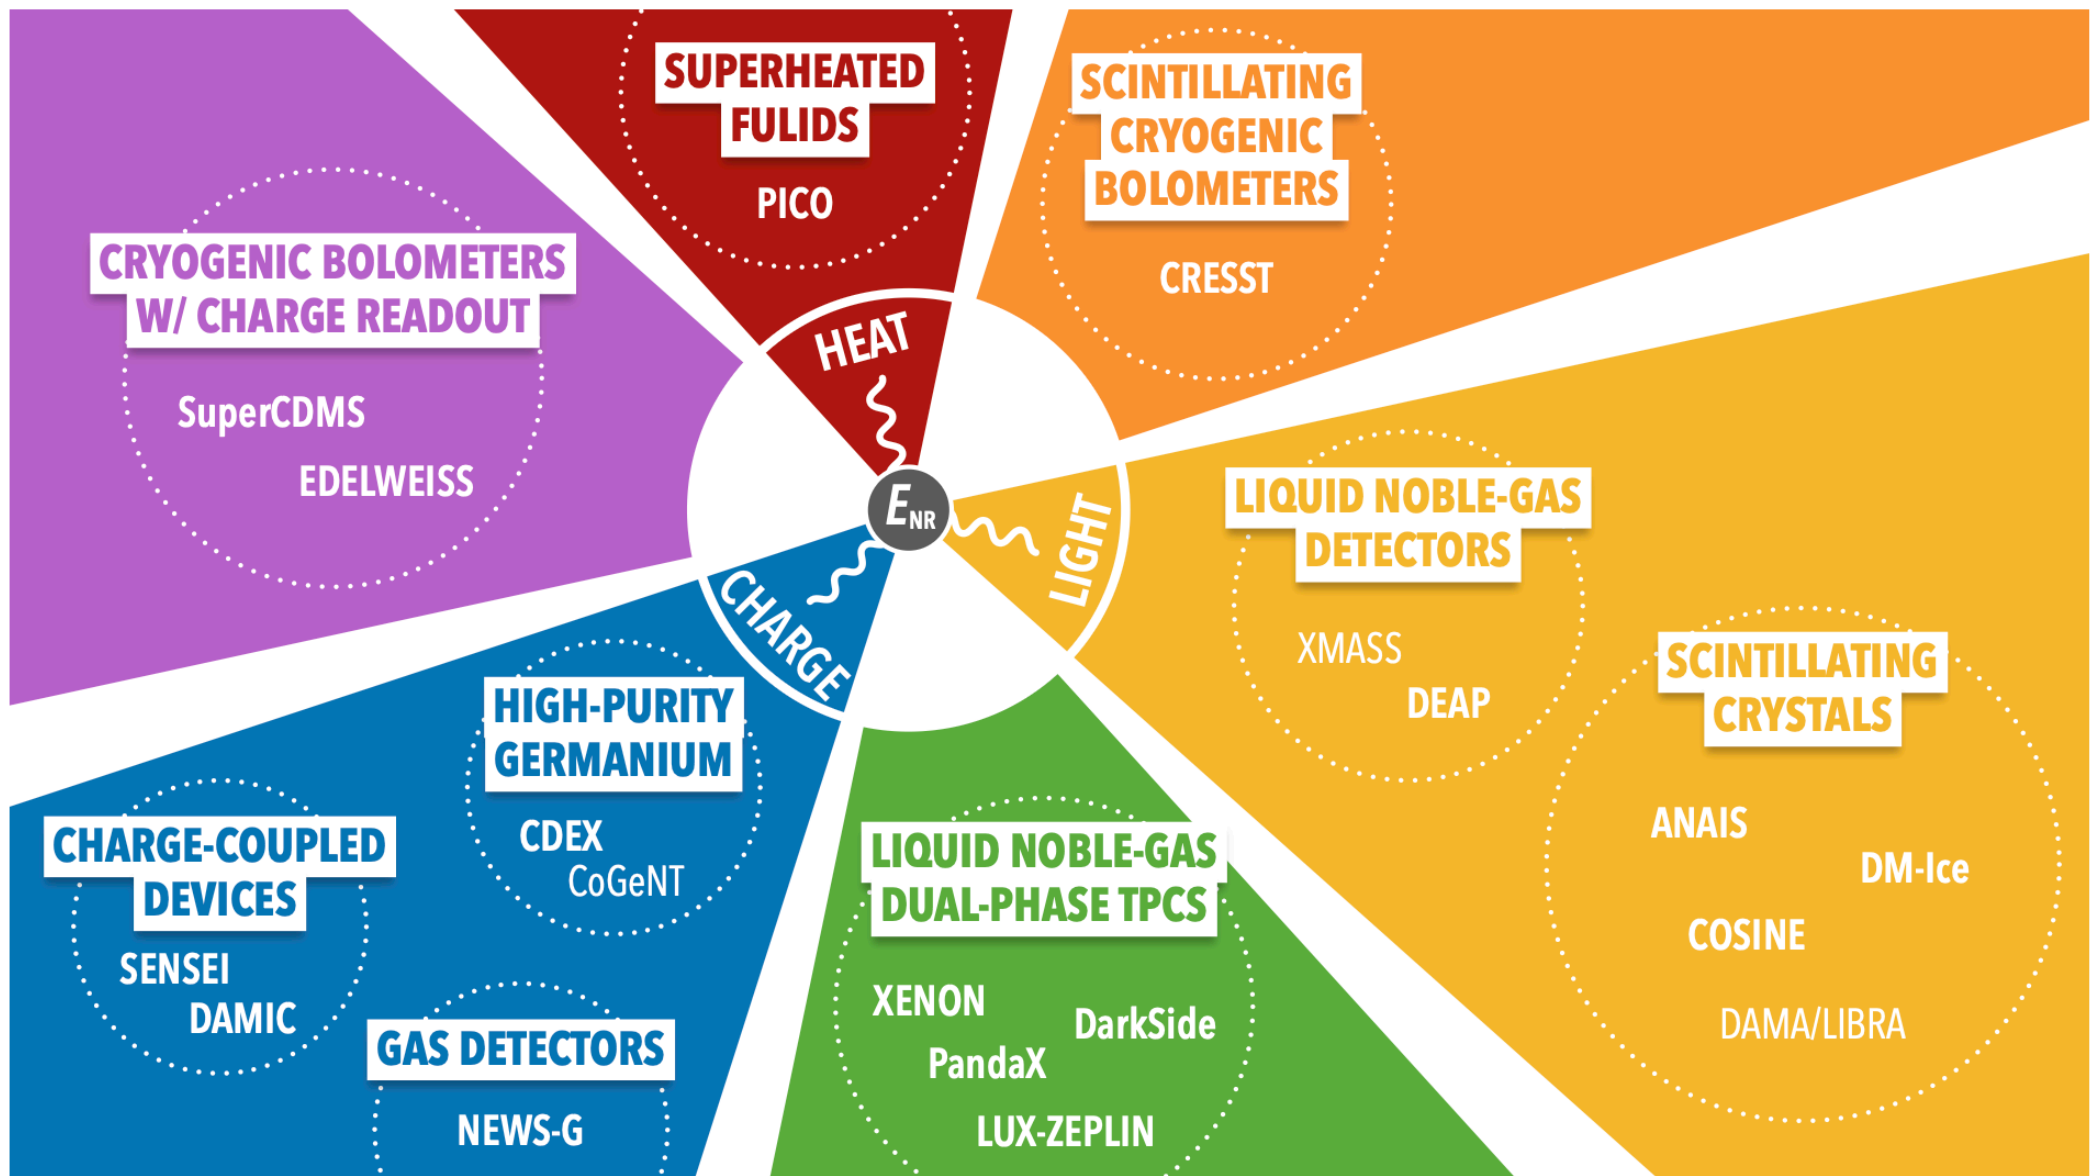 SUPERHEATED
FULIDS
PICO
SCINTILLATING
CRYOGENIC
BOLOMETERS
CRESST
CRYOGENIC BOLOMETERS
W/ CHARGE READOUT
SuperCDMS
EDELWEISS
HEAT
LIGHT
CHARGE
ENR
LIQUID NOBLE-GAS
DETECTORS
XMASS
DEAP
SCINTILLATING
CRYSTALS
ANAIS
DM-Ice
COSINE
DAMA/LIBRA
HIGH-PURITY
GERMANIUM
CDEX
CoGeNT
CHARGE-COUPLED
DEVICES
SENSEI
DAMIC
GAS DETECTORS
NEWS-G
LIQUID NOBLE-GAS
DUAL-PHASE TPCS
XENON
DarkSide
PandaX
LUX-ZEPLIN